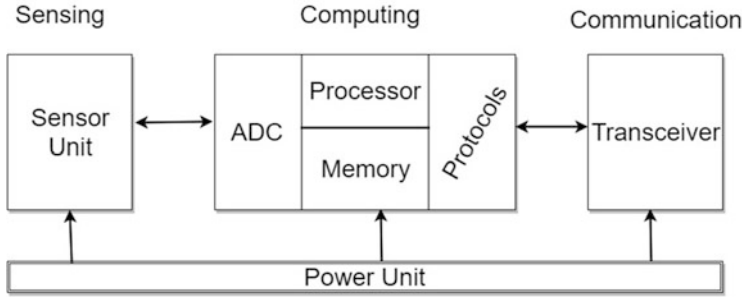 Sensing
Computing
Communication
Sensor
Unit
ADC
Processor
Memory
Protocols
Transceiver
Power Unit